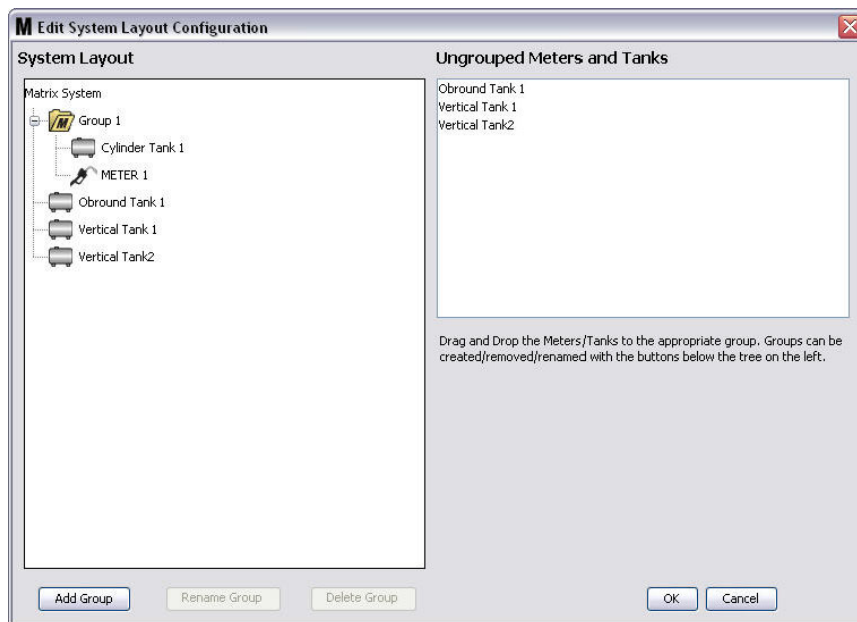 M Edit System Layout Configuration
System Layout
Matrix System
M Group 1
Cylinder Tank 1
METER 1
Obround Tank 1
Vertical Tank 1
Vertical Tank2
Add Group
Rename Group
Delete Group
Ungrouped Meters and Tanks
Obround Tank 1
Vertical Tank 1
Vertical Tank2
Drag and Drop the Meters/Tanks to the appropriate group. Groups can be
created/removed/renamed with the buttons below the tree on the left.
OK
Cancel